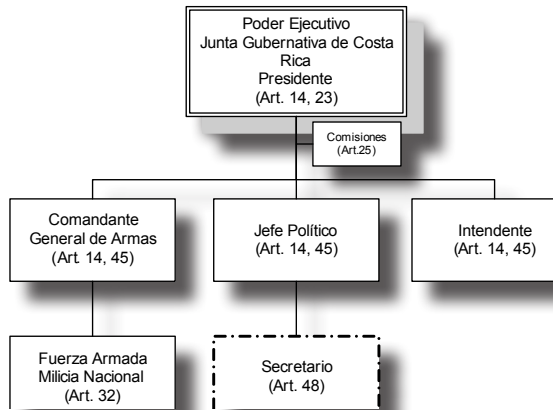 Poder Ejecutivo
Junta Gubernativa de Costa
Rica
Presidente
(Art. 14, 23)
Comisiones
(Art.25)
Comandante
General de Armas
(Art. 14, 45)
Jefe Político
(Art. 14, 45)
Intendente
(Art. 14, 45)
Fuerza Armada
Milicia Nacional
(Art. 32)
Secretario
(Art. 48)